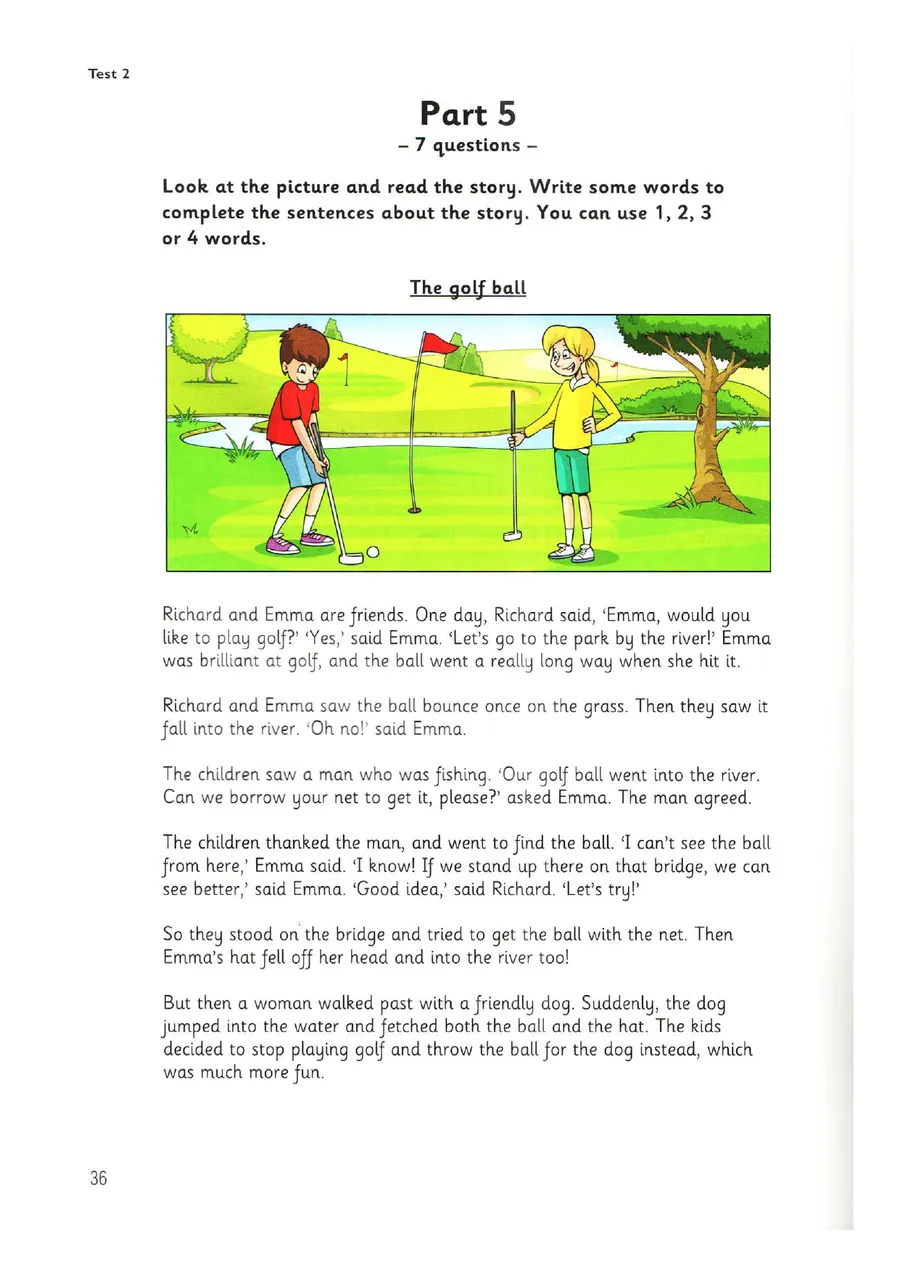 Test 2
Part 5
– 7 questions –
Look at the picture and read the story. Write some words to
complete the sentences about the story. You can use 1, 2, 3
or 4 words.
The golf ball
Richard and Emma are friends. One day, Richard said, ‘Emma, would you
like to play golf?’ ‘Yes,’ said Emma. ‘Let’s go to the park by the river!’ Emma
was brilliant at golf, and the ball went a really long way when she hit it.
Richard and Emma saw the ball bounce once on the grass. Then they saw it
fall into the river. ‘Oh no!’ said Emma.
The children saw a man who was fishing. ‘Our golf ball went into the river.
Can we borrow your net to get it, please?’ asked Emma. The man agreed.
The children thanked the man, and went to find the ball. ‘I can’t see the ball
from here,’ Emma said. ‘I know! If we stand up there on that bridge, we can
see better,’ said Emma. ‘Good idea,’ said Richard. ‘Let’s try!’
So they stood on the bridge and tried to get the ball with the net. Then
Emma’s hat fell off her head and into the river too!
But then a woman walked past with a friendly dog. Suddenly, the dog
jumped into the water and fetched both the ball and the hat. The kids
decided to stop playing golf and throw the ball for the dog instead, which
was much more fun.
36